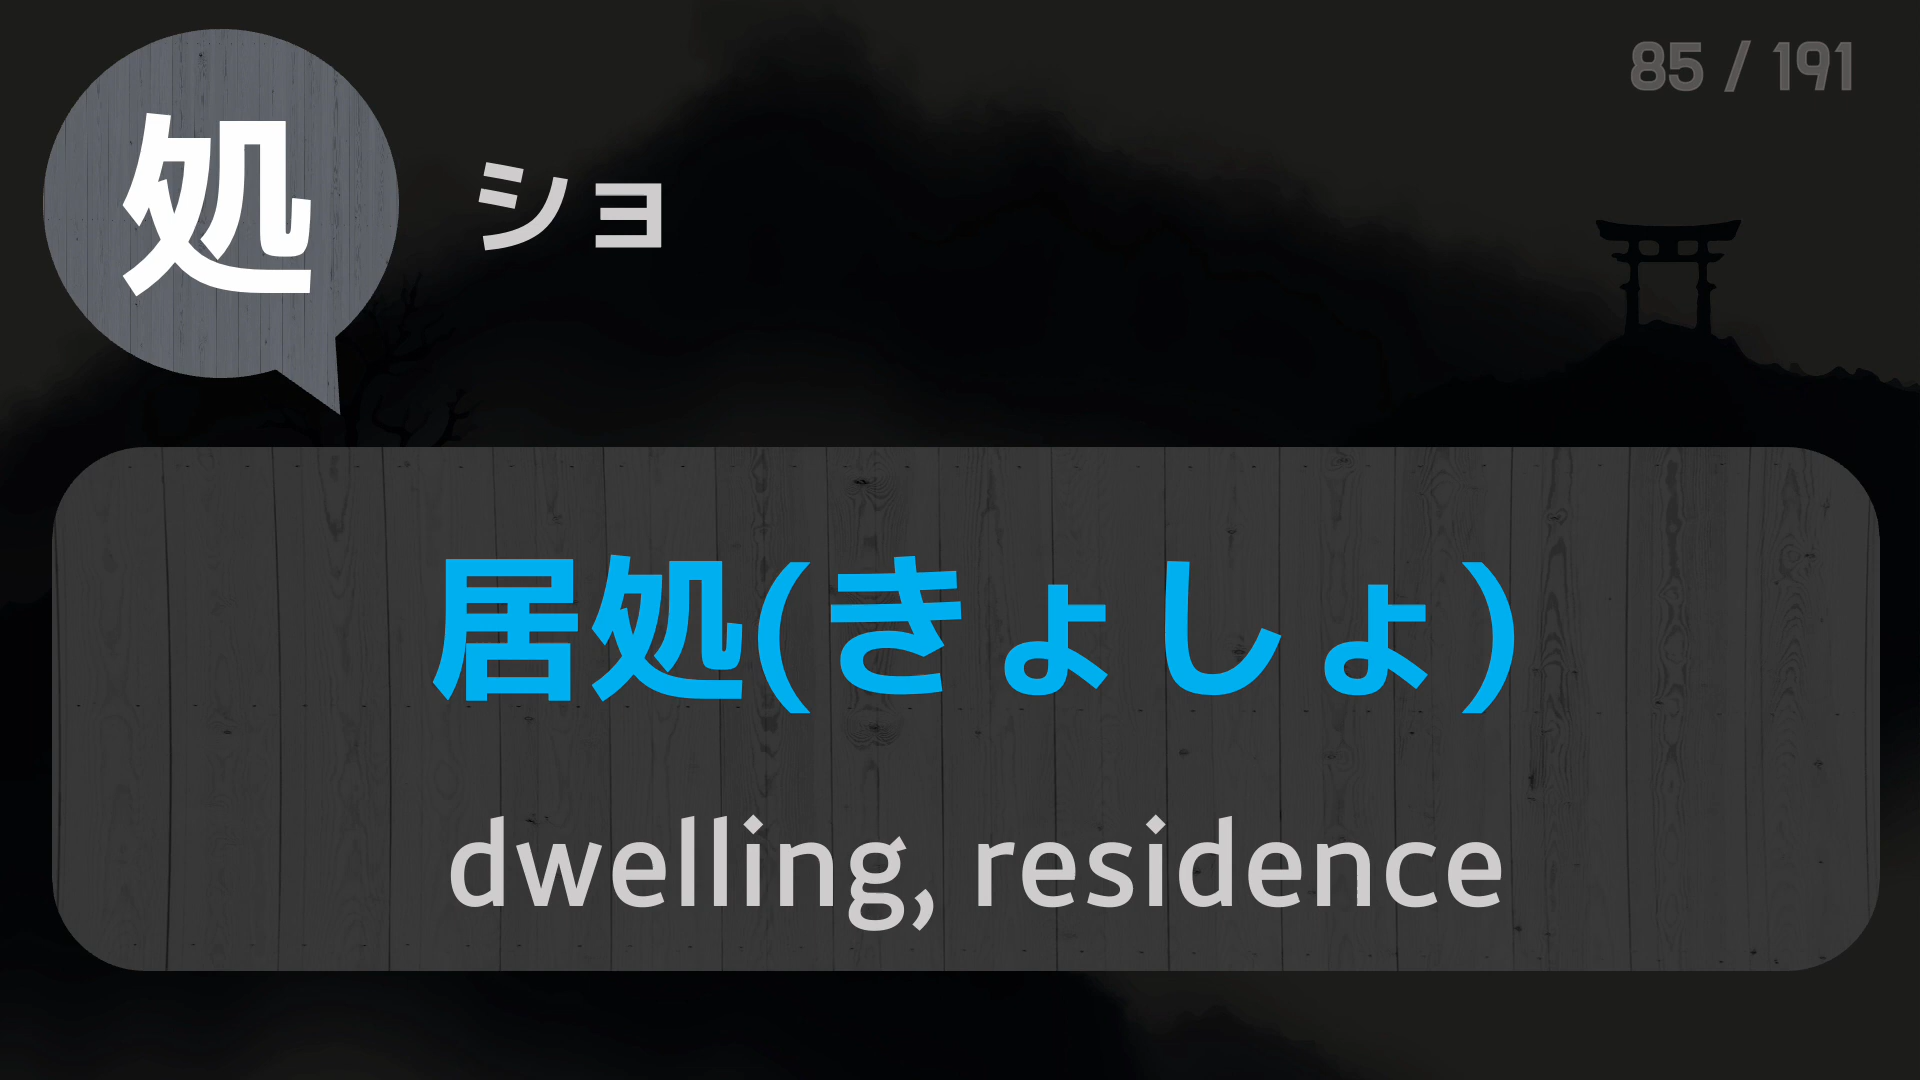 85 / 191
処
ショ
居処(きょしょ)
dwelling, residence